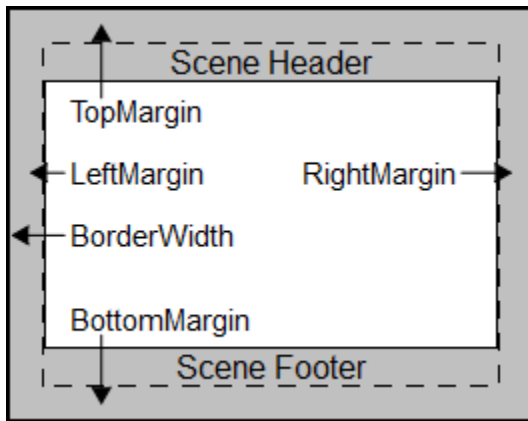 Scene Header
TopMargin
LeftMargin RightMargin
BorderWidth
BottomMargin
Scene Footer